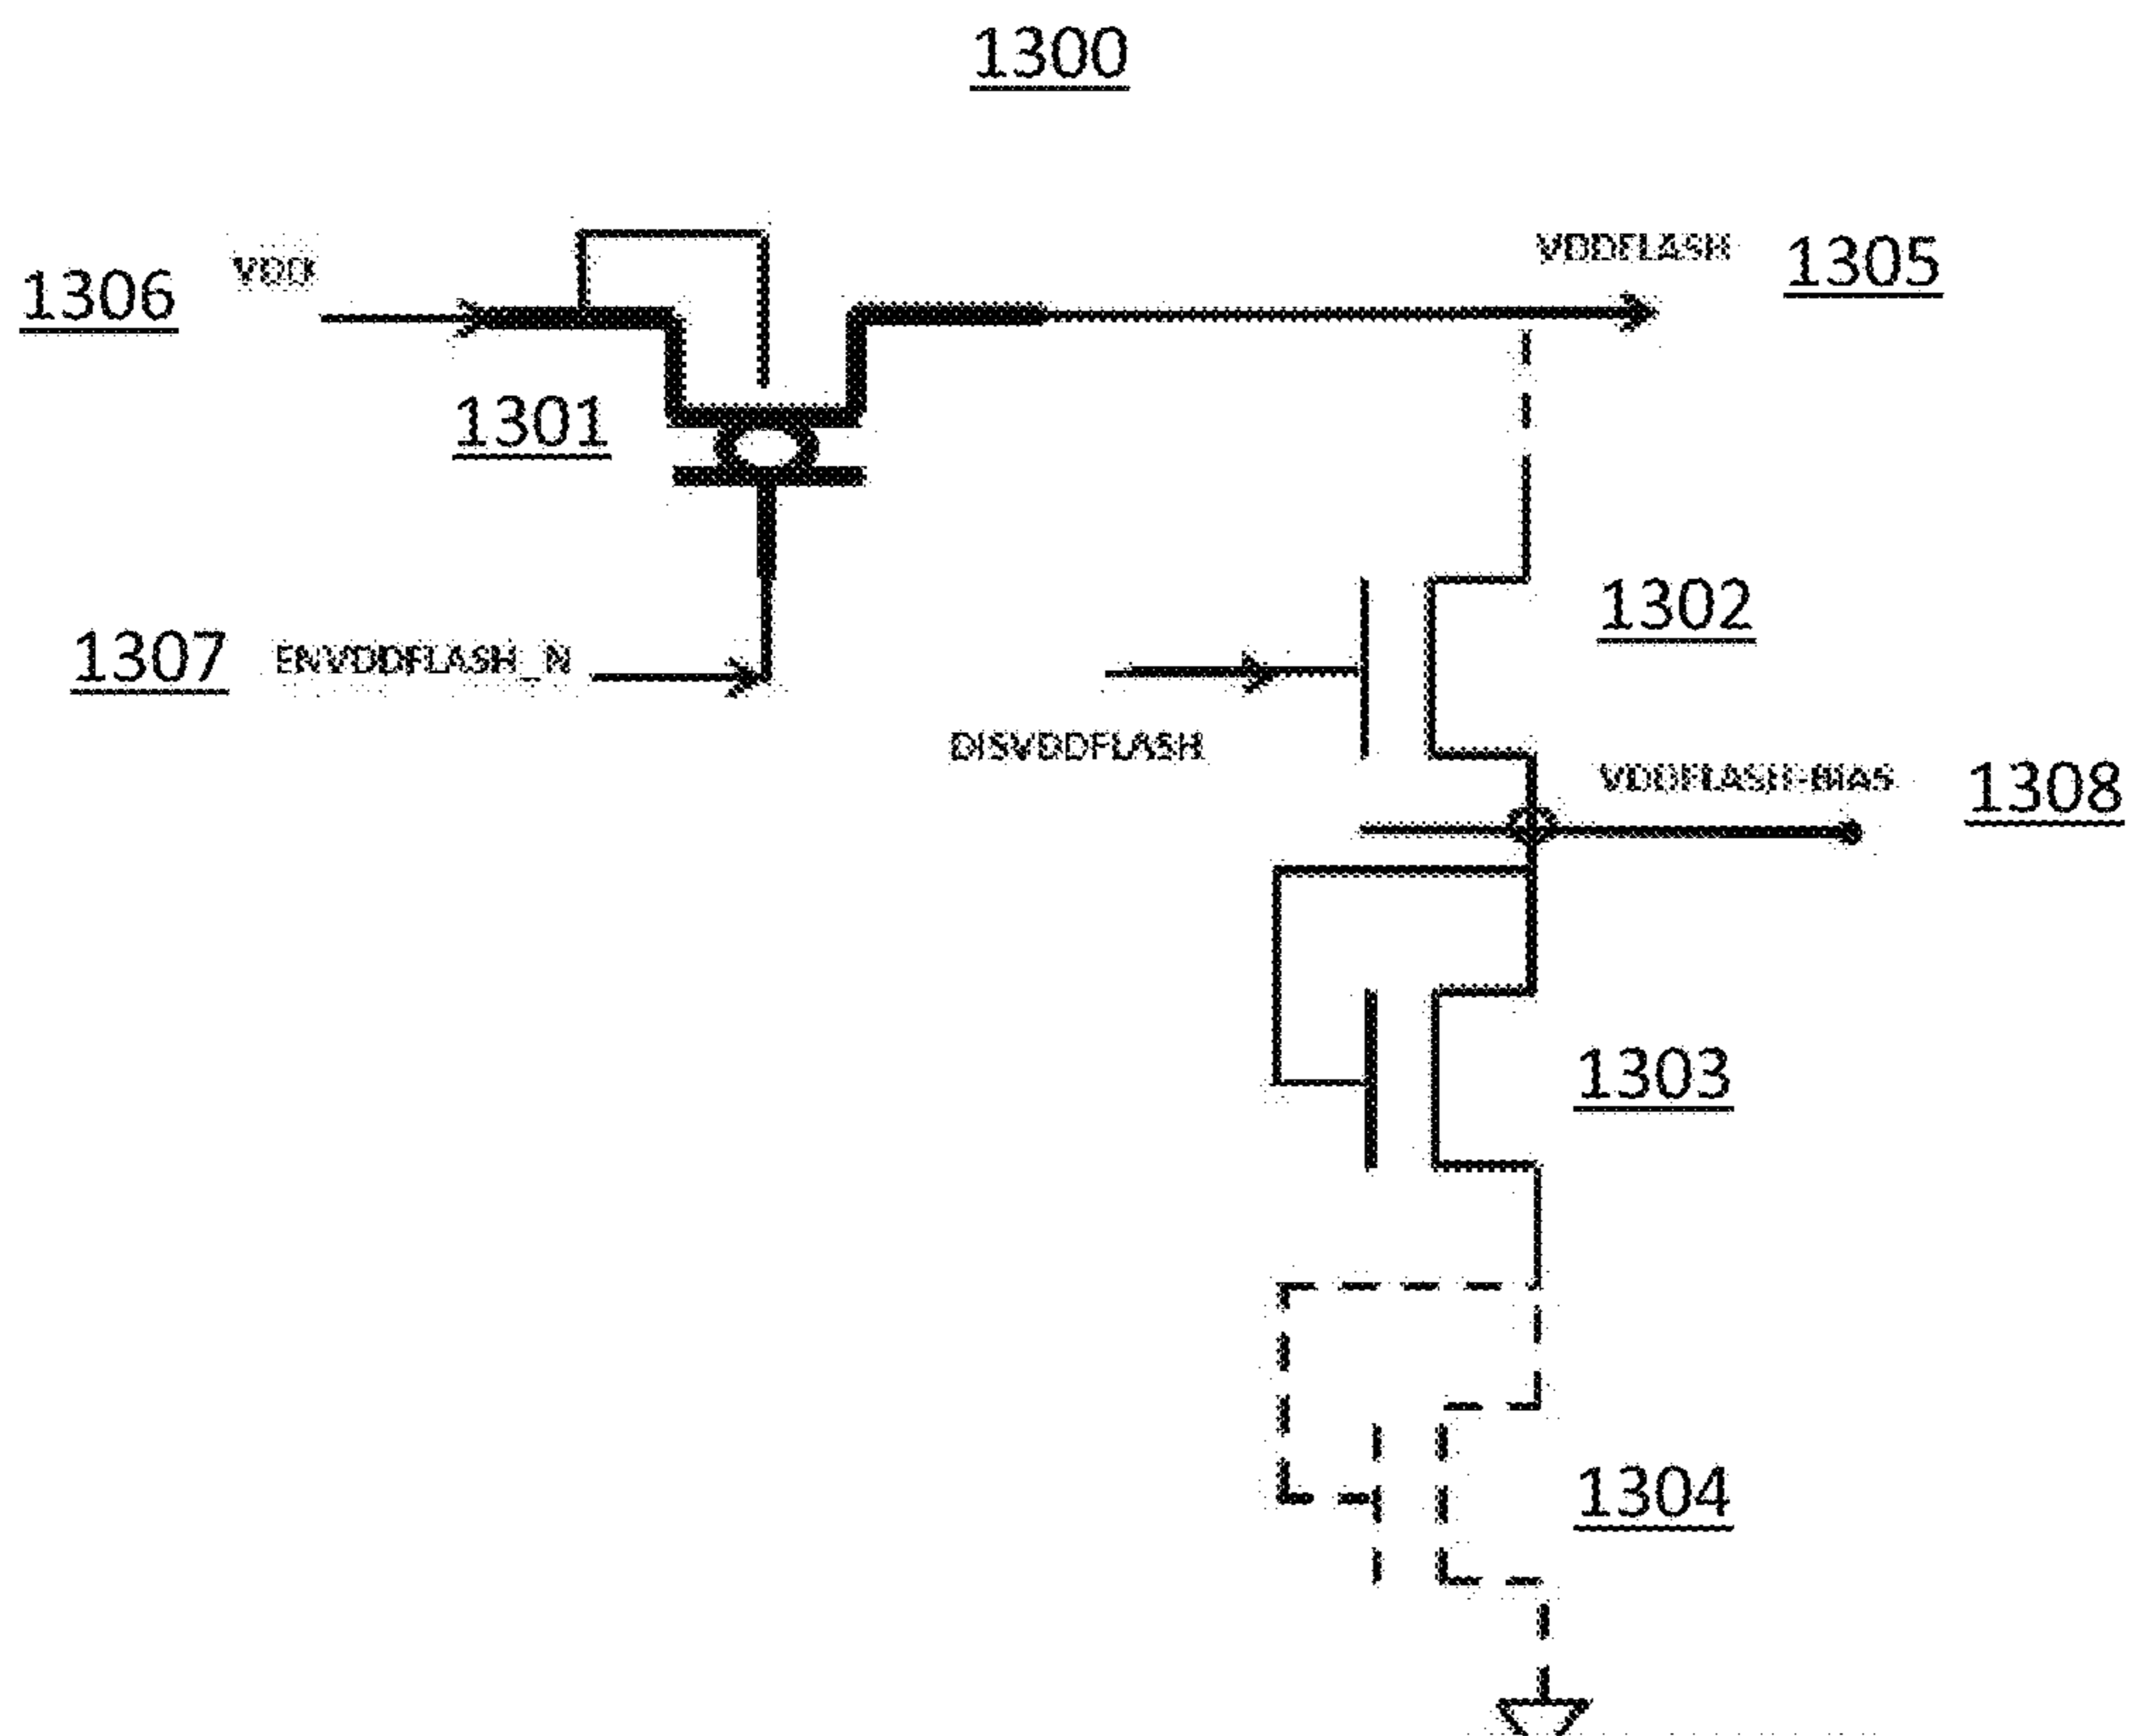 1300
1306 VDD
VDDFLASH 1305
1301
1302
1307 ENVDDFLASH_N
DISVDDFLASH
VDDFLASH-BIAS 1308
1303
1304